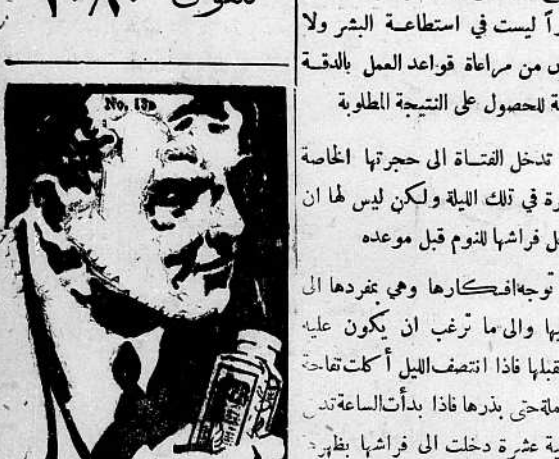 تلفون
No. 13
ليست في استطاعة البشر ولا
من مراعاة قواعد العمل بالدقة
للحصول على النتيجة المطلوبة
تدخل الفتاة الى حجرتها الخاصة
في تلك الليلة ولكن ليس لها ان
فراشها للنوم قبل موعده
توجه افكارها وهي بمفردها الى
والى ما ترغب ان يكون عليه
فاذا انتصف الليل أكلت تفاحة
حتى بذرها فاذا بدأت الساعة
عشرة دخلت الى فراشها